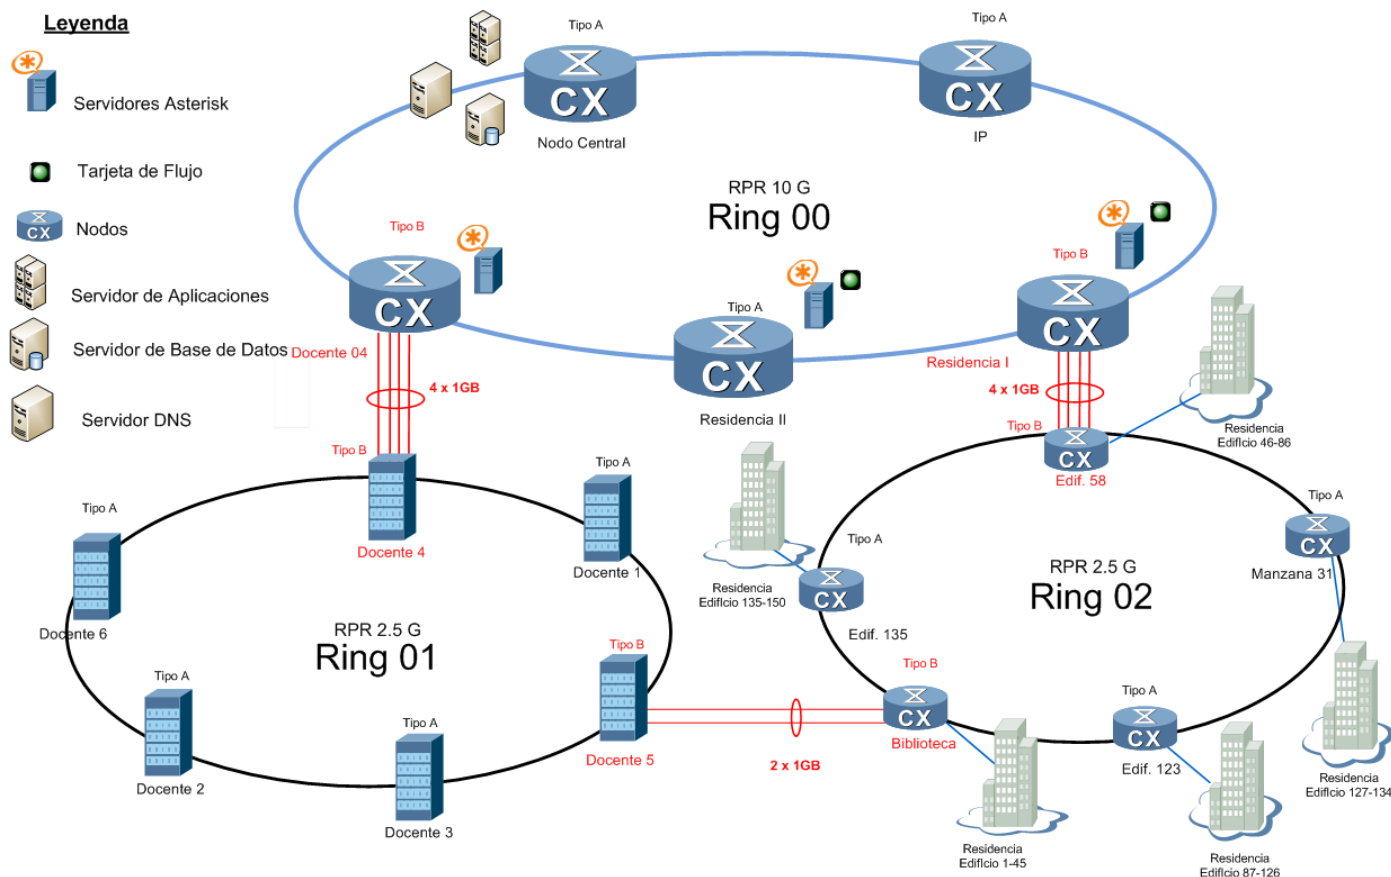 Leyenda
Servidores Asterisk
Tarjeta de Flujo
CX
Nodos
Servidor de Aplicaciones
Servidor de Base de Datos
Servidor DNS
Tipo A
CX
Nodo Central
Tipo A
CX
IP
RPR 10 G
Ring 00
Tipo B
CX
Docente 04
4 x 1GB
Tipo A
CX
Residencia II
Tipo B
CX
Residencia I
4 x 1GB
Tipo B
Docente 4
Tipo A
Docente 1
Tipo A
Docente 6
RPR 2.5 G
Ring 01
Tipo A
Docente 2
Tipo A
Docente 3
Tipo B
Docente 5
2 x 1GB
Tipo B
CX
Edif. 58
Residencia
Edificio 46-86
Tipo A
CX
Manzana 31
Residencia
Edificio 127-134
RPR 2.5 G
Ring 02
Tipo A
CX
Edif. 135
Residencia
Edificio 135-150
Tipo B
CX
Biblioteca
Residencia
Edificio 1-45
Tipo A
CX
Edif. 123
Residencia
Edificio 87-126